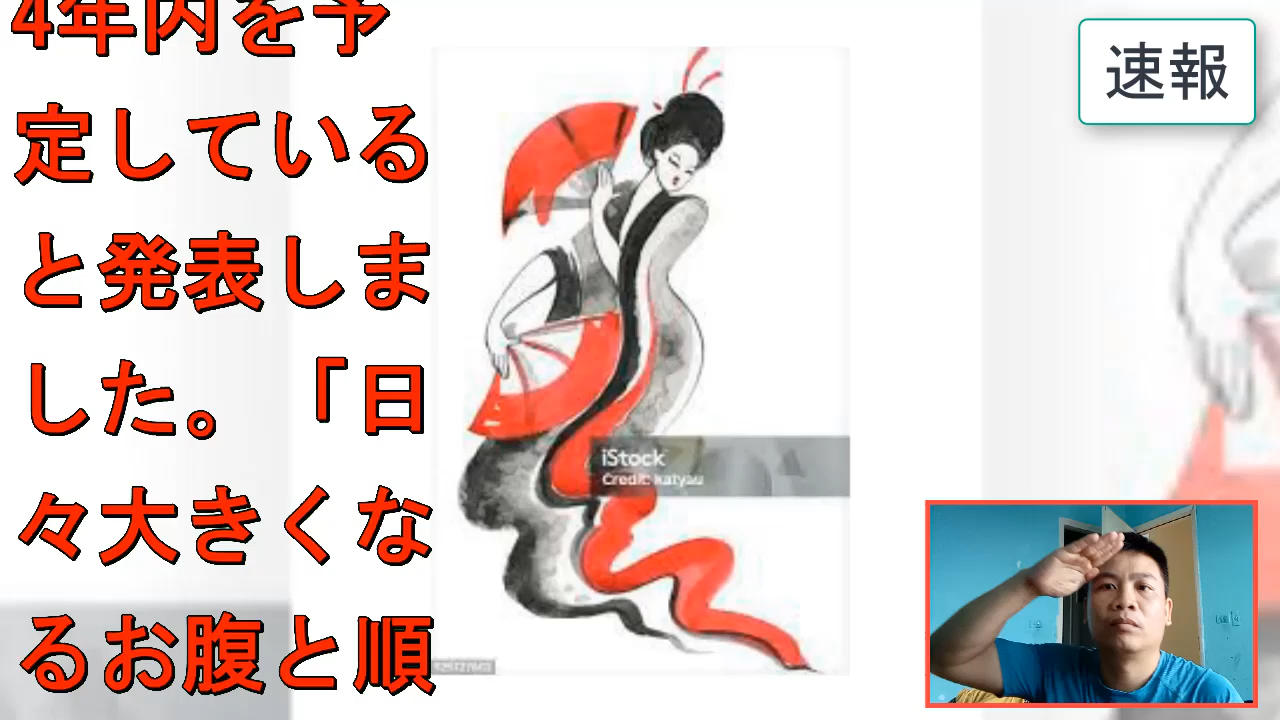 4年内を予
定している
と発表しま
した。「日
々大きくな
るお腹と順
速報
iStock
Credit: katyau